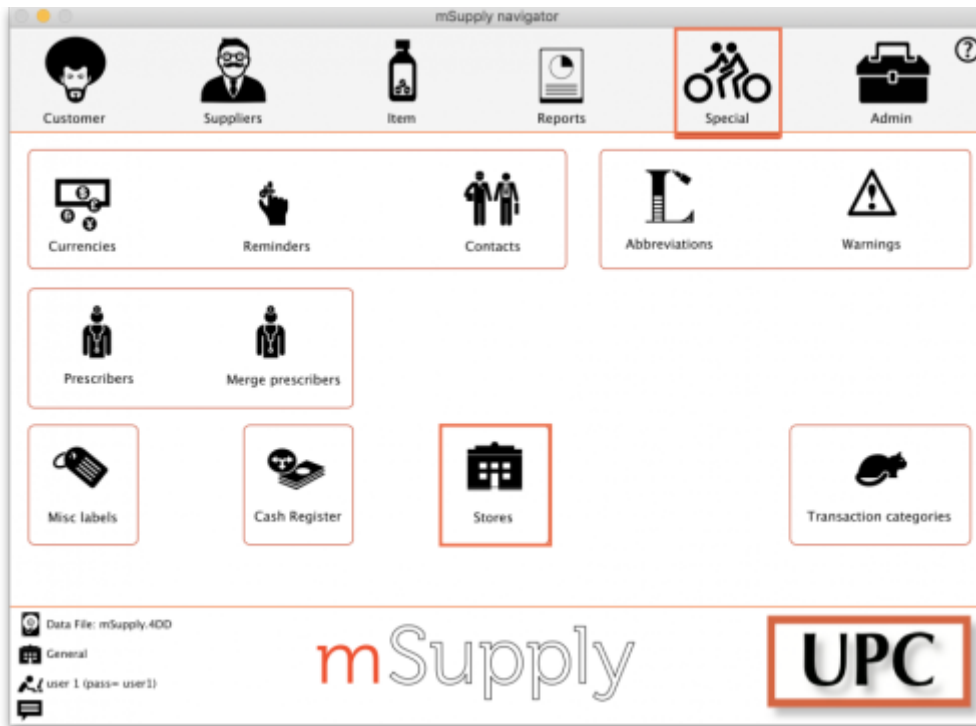 mSupply navigator
?
Customer Suppliers Item Reports Special Admin
Currencies Reminders Contacts Abbreviations Warnings
Prescribers Merge prescribers
Misc labels Cash Register Stores Transaction categories
Data File: mSupply.4DD
General
user 1 (pass= user1)
mSupply
UPC